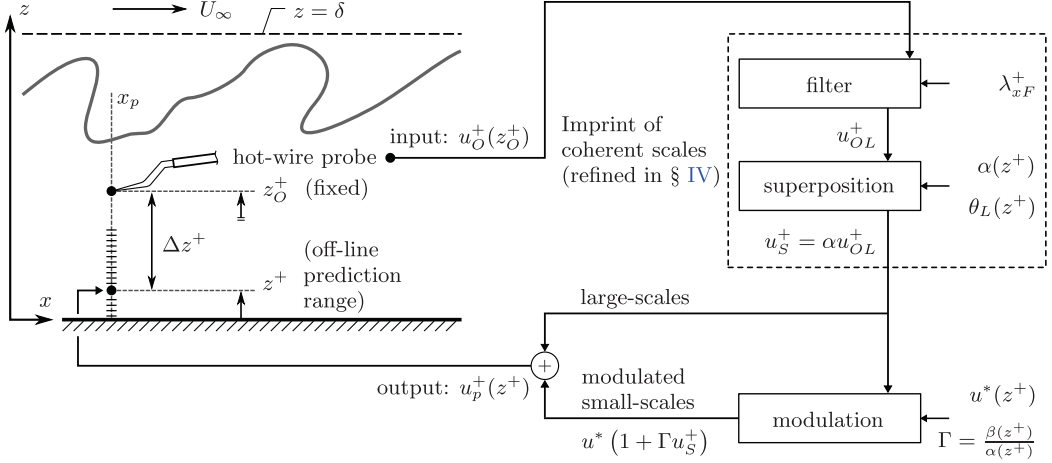 z
U_∞
z = δ
x_p
input: u_O^+(z_O^+)
hot-wire probe
z_O^+ (fixed)
Δz^+
(off-line
prediction
range)
z^+
x
output: u_p^+(z^+)
Imprint of
coherent scales
(refined in § IV)
filter
λ_{xF}^+
u_{OL}^+
superposition
α(z^+)
θ_L(z^+)
u_S^+ = αu_{OL}^+
large-scales
+
modulated
small-scales
u^* (1 + Γu_S^+)
modulation
u^*(z^+)
Γ = β(z^+)/α(z^+)